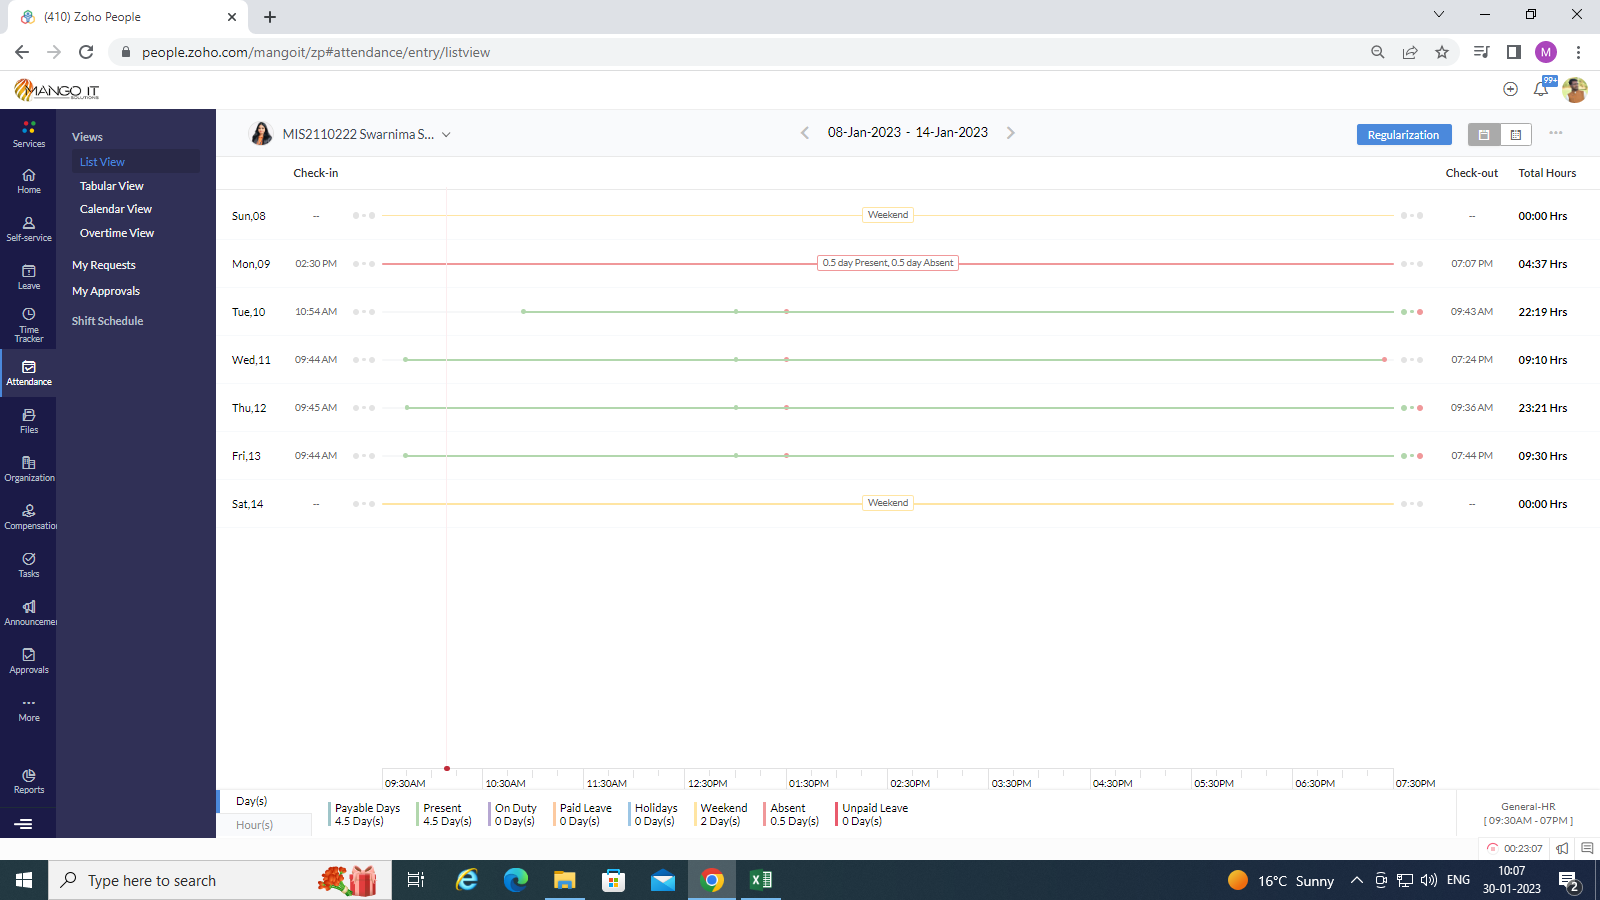 (410) Zoho People
people.zoho.com/mangoit/zp#attendance/entry/listview
M
MANGO IT
SOLUTIONS
99+
Services
Home
Self-service
Leave
Time
Tracker
Attendance
Files
Organization
Compensatio
Tasks
Announcemen
Approvals
More
Reports
Views
List View
Tabular View
Calendar View
Overtime View
My Requests
My Approvals
Shift Schedule
MIS2110222 Swarnima S...
08-Jan-2023 - 14-Jan-2023
Regularization
Check-in Check-out Total Hours
Sun,08 -- Weekend -- 00:00 Hrs
Mon,09 02:30 PM 0.5 day Present, 0.5 day Absent 07:07 PM 04:37 Hrs
Tue,10 10:54 AM 09:43 AM 22:19 Hrs
Wed,11 09:44 AM 07:24 PM 09:10 Hrs
Thu,12 09:45 AM 09:36 AM 23:21 Hrs
Fri,13 09:44 AM 07:44 PM 09:30 Hrs
Sat,14 -- Weekend -- 00:00 Hrs
09:30AM 10:30AM 11:30AM 12:30PM 01:30PM 02:30PM 03:30PM 04:30PM 05:30PM 06:30PM 07:30PM
Day(s)
Hour(s)
Payable Days Present On Duty Paid Leave Holidays Weekend Absent Unpaid Leave
4.5 Day(s) 4.5 Day(s) 0 Day(s) 0 Day(s) 0 Day(s) 2 Day(s) 0.5 Day(s) 0 Day(s)
General-HR
[ 09:30AM - 07PM ]
00:23:07
Type here to search
16°C Sunny
ENG
10:07
30-01-2023
2